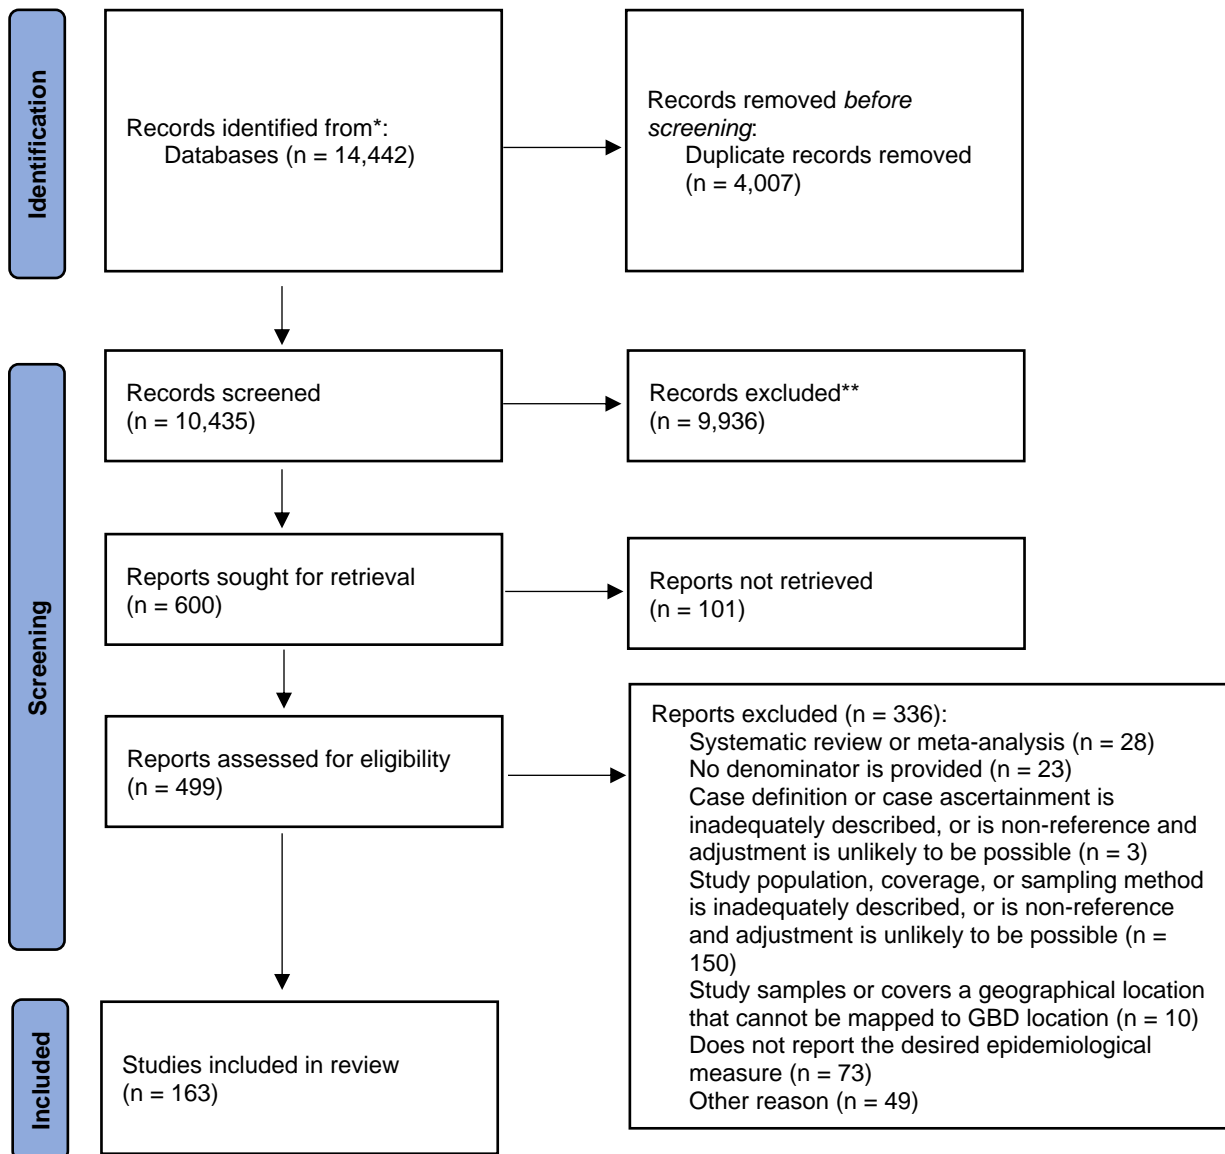 Identification
Records identified from*:
Databases (n = 14,442)
Records removed before
screening:
Duplicate records removed
(n = 4,007)
Screening
Records screened
(n = 10,435)
Records excluded**
(n = 9,936)
Reports sought for retrieval
(n = 600)
Reports not retrieved
(n = 101)
Reports assessed for eligibility
(n = 499)
Reports excluded (n = 336):
Systematic review or meta-analysis (n = 28)
No denominator is provided (n = 23)
Case definition or case ascertainment is
inadequately described, or is non-reference and
adjustment is unlikely to be possible (n = 3)
Study population, coverage, or sampling method
is inadequately described, or is non-reference
and adjustment is unlikely to be possible (n =
150)
Study samples or covers a geographical location
that cannot be mapped to GBD location (n = 10)
Does not report the desired epidemiological
measure (n = 73)
Other reason (n = 49)
Included
Studies included in review
(n = 163)